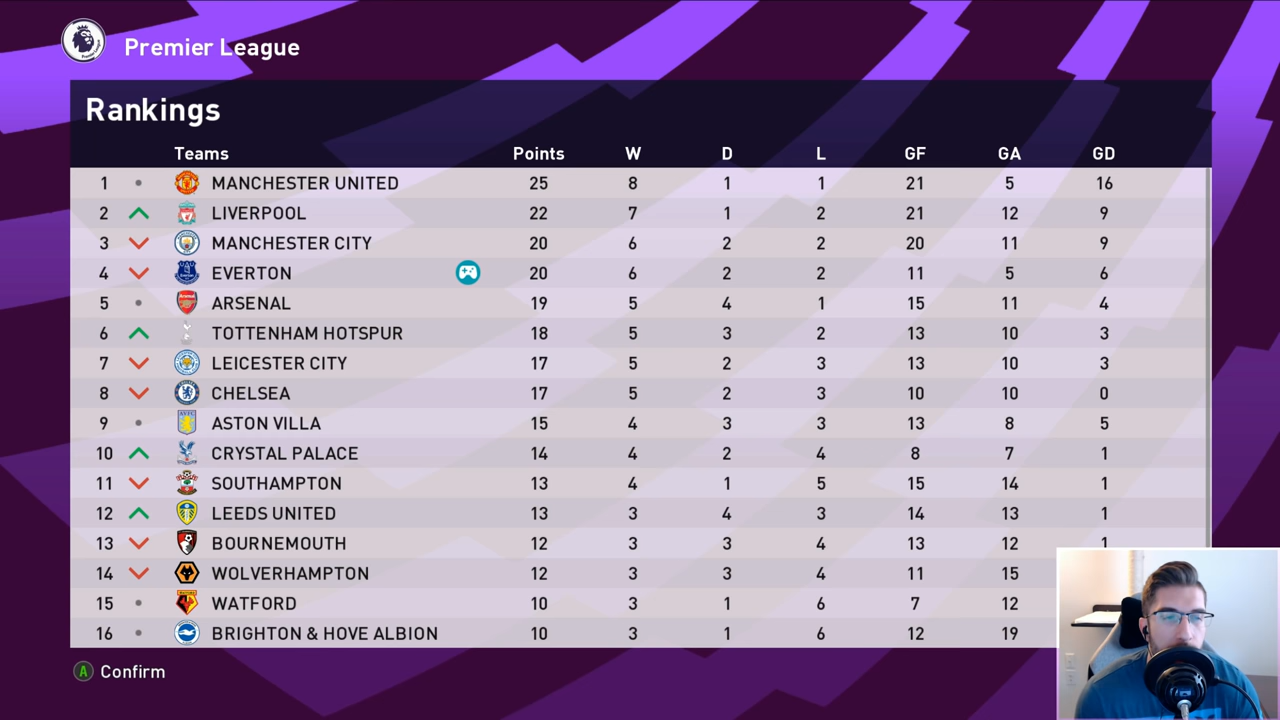 Premier League
Rankings
Teams Points W D L GF GA GD
1 MANCHESTER UNITED 25 8 1 1 21 5 16
2 LIVERPOOL 22 7 1 2 21 12 9
3 MANCHESTER CITY 20 6 2 2 20 11 9
4 EVERTON 20 6 2 2 11 5 6
5 ARSENAL 19 5 4 1 15 11 4
6 TOTTENHAM HOTSPUR 18 5 3 2 13 10 3
7 LEICESTER CITY 17 5 2 3 13 10 3
8 CHELSEA 17 5 2 3 10 10 0
9 ASTON VILLA 15 4 3 3 13 8 5
10 CRYSTAL PALACE 14 4 2 4 8 7 1
11 SOUTHAMPTON 13 4 1 5 15 14 1
12 LEEDS UNITED 13 3 4 3 14 13 1
13 BOURNEMOUTH 12 3 3 4 13 12 1
14 WOLVERHAMPTON 12 3 3 4 11 15
15 WATFORD 10 3 1 6 7 12
16 BRIGHTON & HOVE ALBION 10 3 1 6 12 19
A Confirm